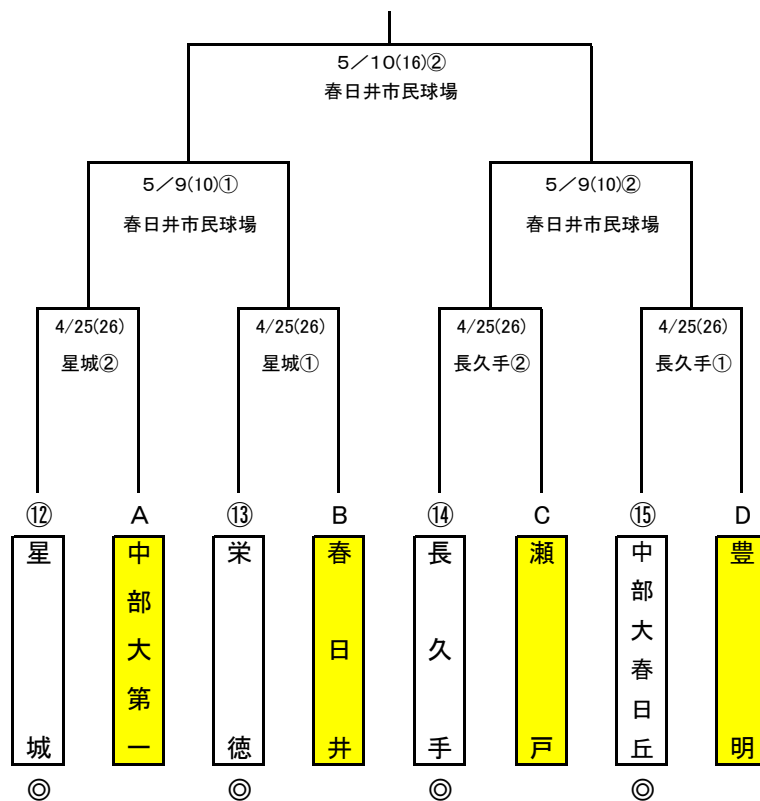 5／10(16)②
春日井市民球場
5／9(10)①
春日井市民球場
5／9(10)②
春日井市民球場
4/25(26)
星城②
4/25(26)
星城①
4/25(26)
長久手②
4/25(26)
長久手①
⑫
A
⑬
B
⑭
C
⑮
D
星城
中部大第一
栄徳
春日井
長久手
瀬戸
中部大春日丘
豊明
◎
◎
◎
◎